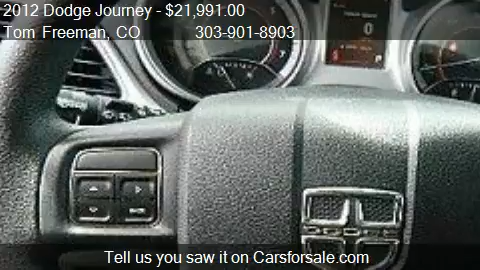 2012 Dodge Journey - $21,991.00
Tom Freeman, CO 303-901-8903
0
Tell us you saw it on Carsforsale.com